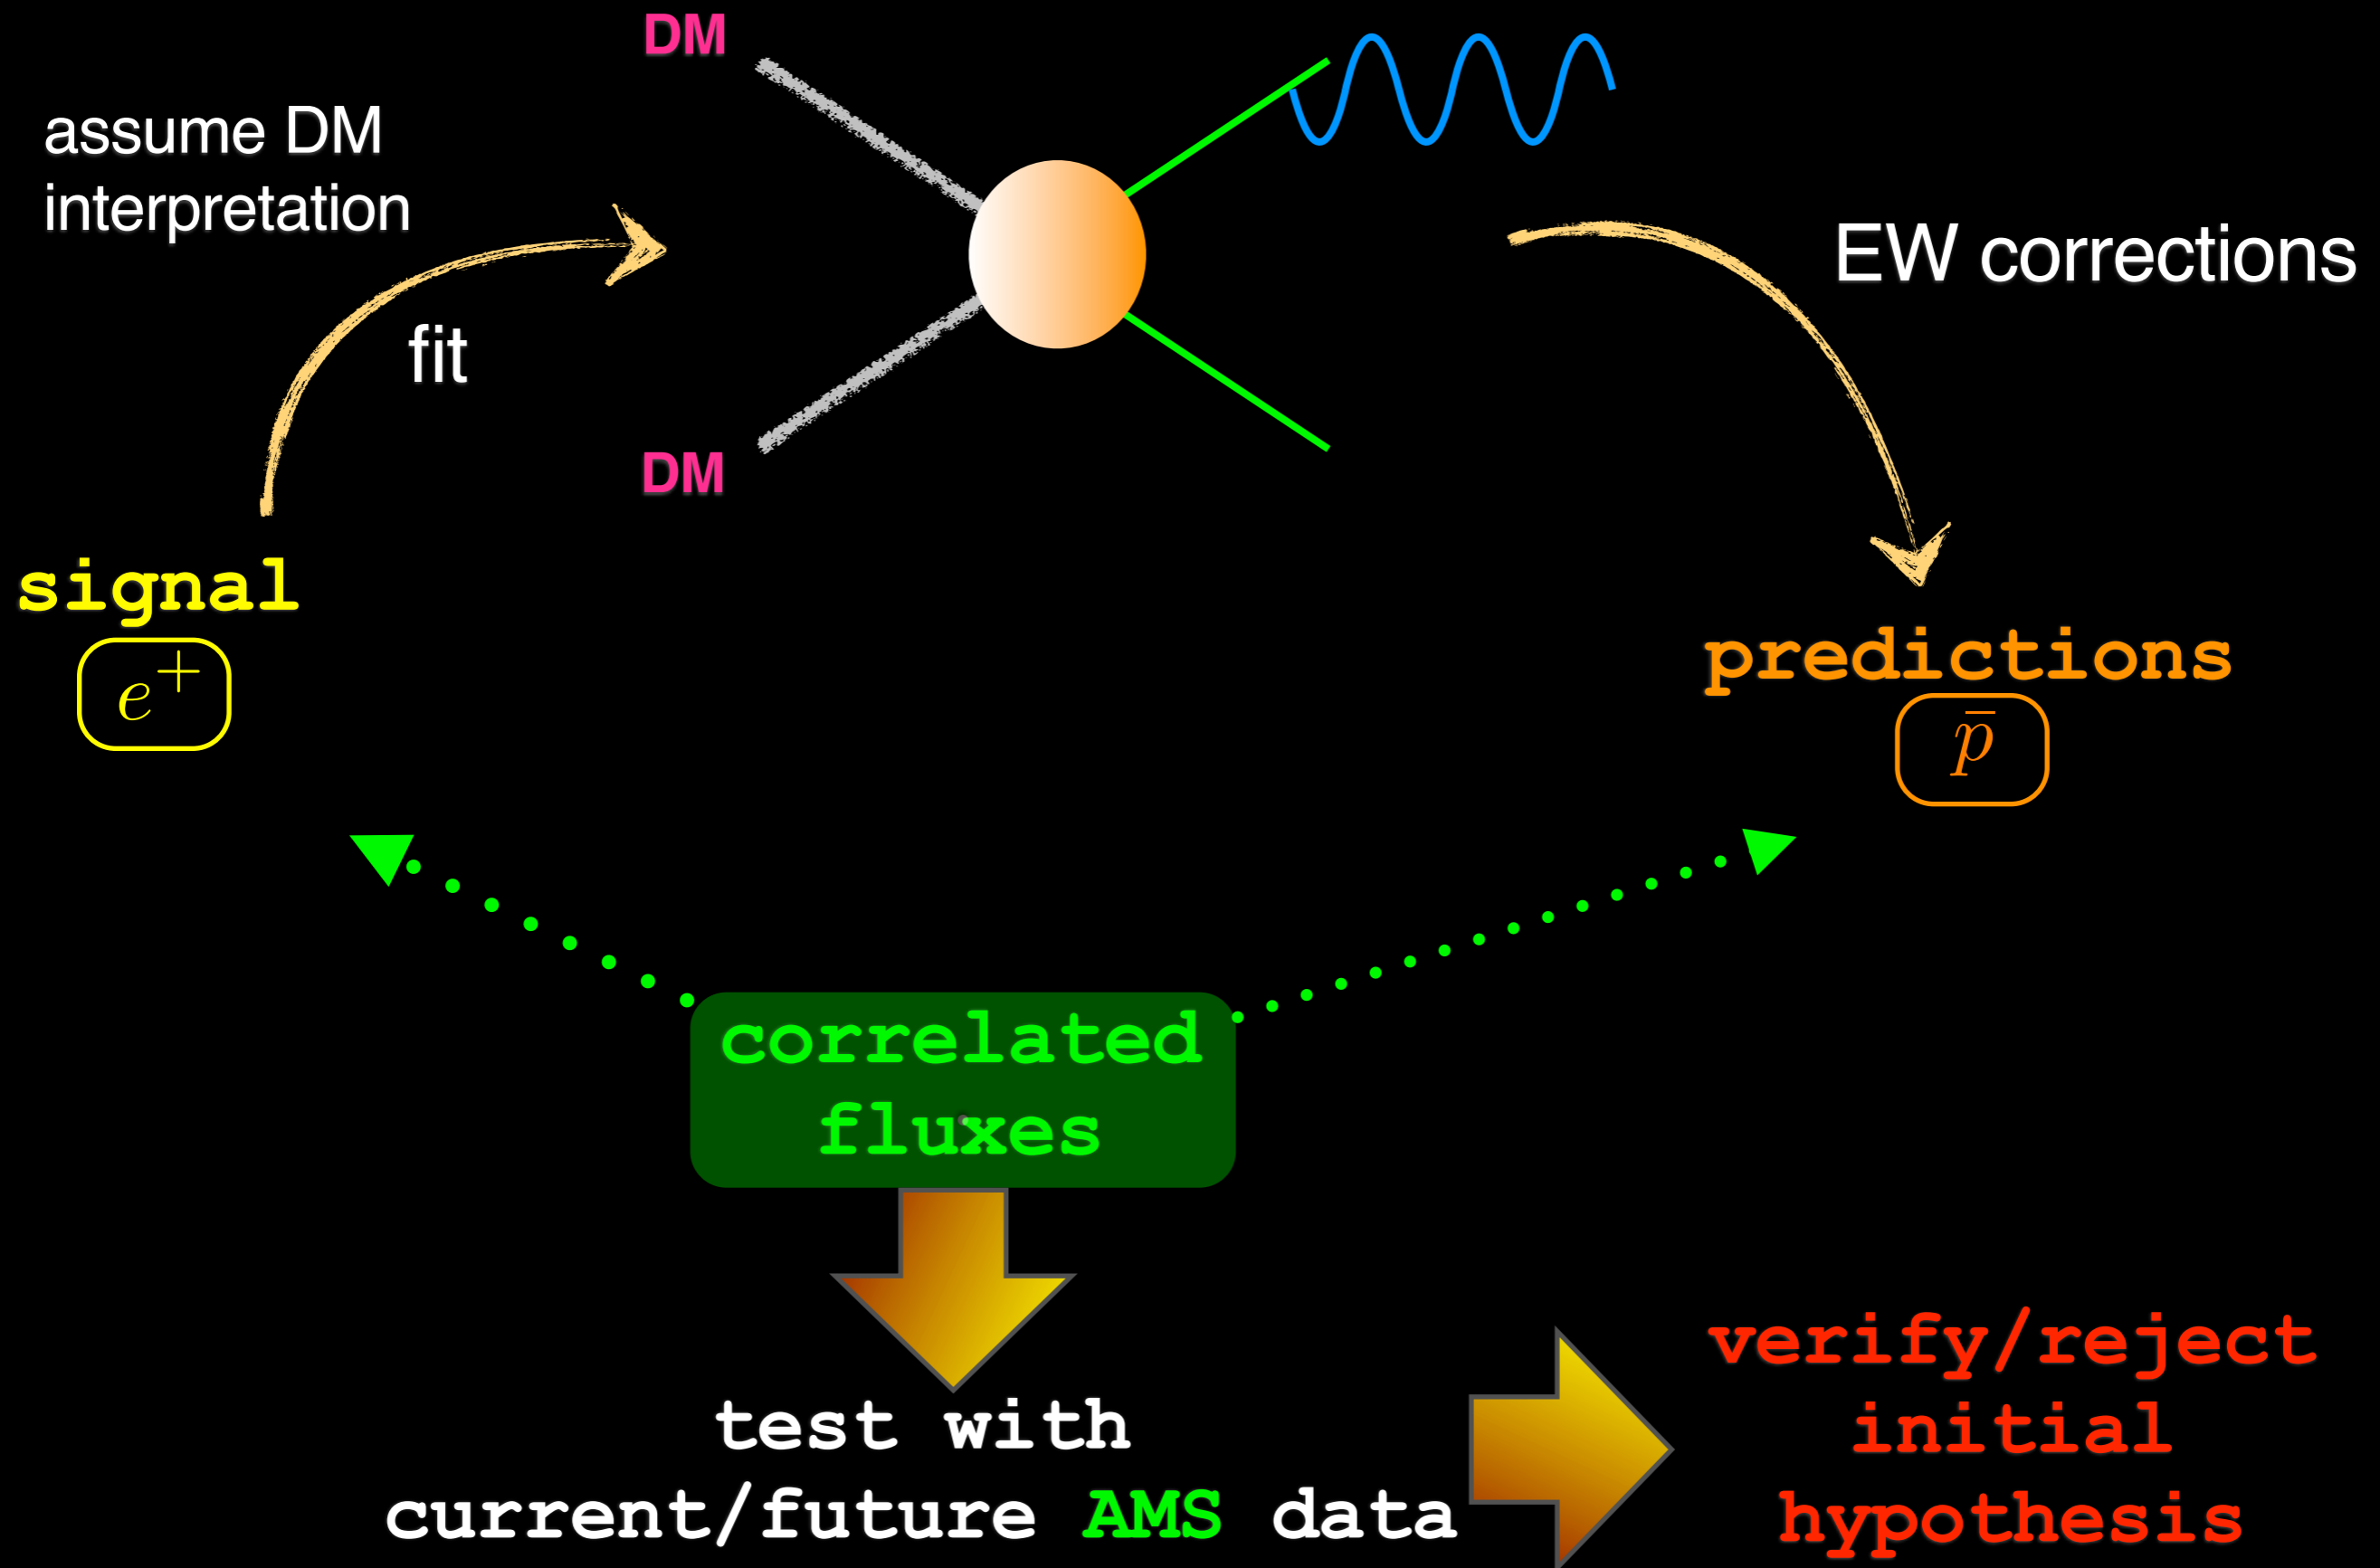 DM
assume DM
interpretation
EW corrections
fit
DM
signal
e⁺
predictions
p̄
correlated
fluxes
test with
current/future AMS data
verify/reject
initial
hypothesis